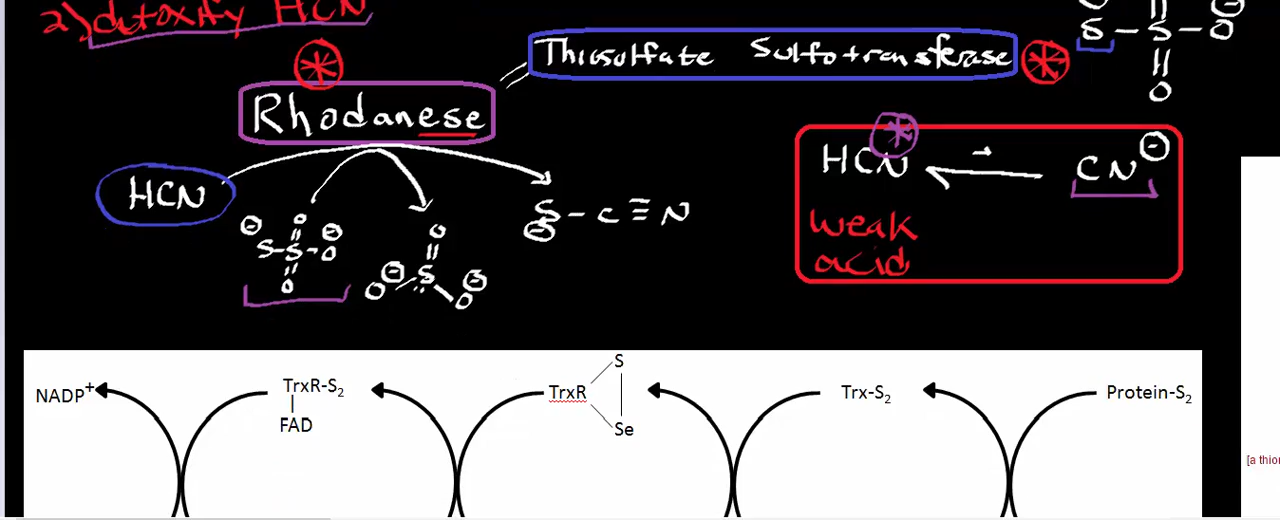 2) detoxify HCN
Thiosulfate Sulfotransferase
Rhodanese
HCN
S-C≡N
⊖
⊖ O ⊖
S-S-O
O
O
⊖ S ⊖
O O
S-S-O
⊖
O
HCN ⇌ CN⊖
weak
acid
NADP+
TrxR-S2
FAD
TrxR
S
Se
Trx-S2
Protein-S2
[a thior